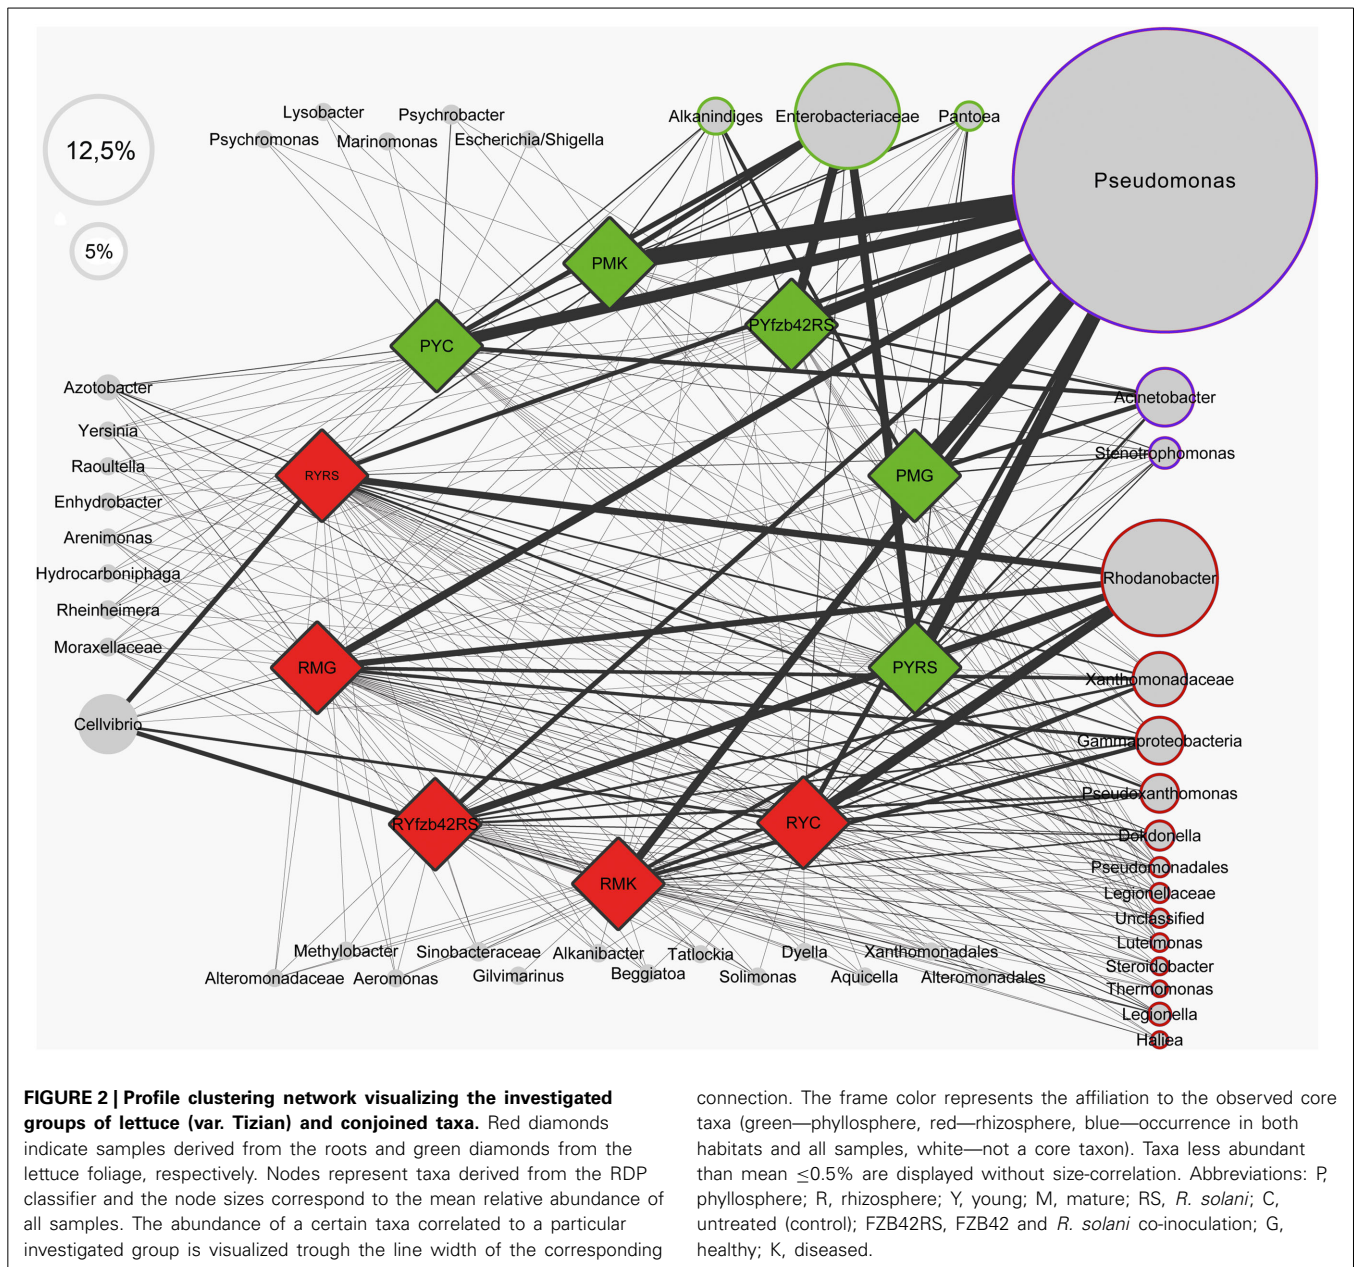 Lysobacter
Psychrobacter
Alkanindiges
Enterobacteriaceae
Pantoea
Psychromonas
Marinomonas
Escherichia/Shigella
12,5%
5%
Pseudomonas
PMK
PYfzb42RS
PYC
Azotobacter
Acinetobacter
Yersinia
Stenotrophomonas
Raoultella
RYRS
PMG
Enhydrobacter
Arenimonas
Hydrocarboniphaga
Rhodanobacter
Rheinheimera
Moraxellaceae
RMG
PYRS
Xanthomonadaceae
Cellvibrio
Gammaproteobacteria
Pseudoxanthomonas
RYfzb42RS
RYC
Dokdonella
Pseudomonadales
RMK
Legionellaceae
Unclassified
Luteimonas
Methylobacter
Sinobacteraceae
Alkanibacter
Tatlockia
Dyella
Xanthomonadales
Steroidobacter
Alteromonadaceae
Aeromonas
Gilvimarinus
Beggiatoa
Solimonas
Aquicella
Alteromonadales
Thermomonas
Legionella
Haliea
FIGURE 2 | Profile clustering network visualizing the investigated
groups of lettuce (var. Tizian) and conjoined taxa. Red diamonds
indicate samples derived from the roots and green diamonds from the
lettuce foliage, respectively. Nodes represent taxa derived from the RDP
classifier and the node sizes correspond to the mean relative abundance of
all samples. The abundance of a certain taxa correlated to a particular
investigated group is visualized trough the line width of the corresponding
connection. The frame color represents the affiliation to the observed core
taxa (green—phyllosphere, red—rhizosphere, blue—occurrence in both
habitats and all samples, white—not a core taxon). Taxa less abundant
than mean ≤0.5% are displayed without size-correlation. Abbreviations: P,
phyllosphere; R, rhizosphere; Y, young; M, mature; RS, R. solani; C,
untreated (control); FZB42RS, FZB42 and R. solani co-inoculation; G,
healthy; K, diseased.